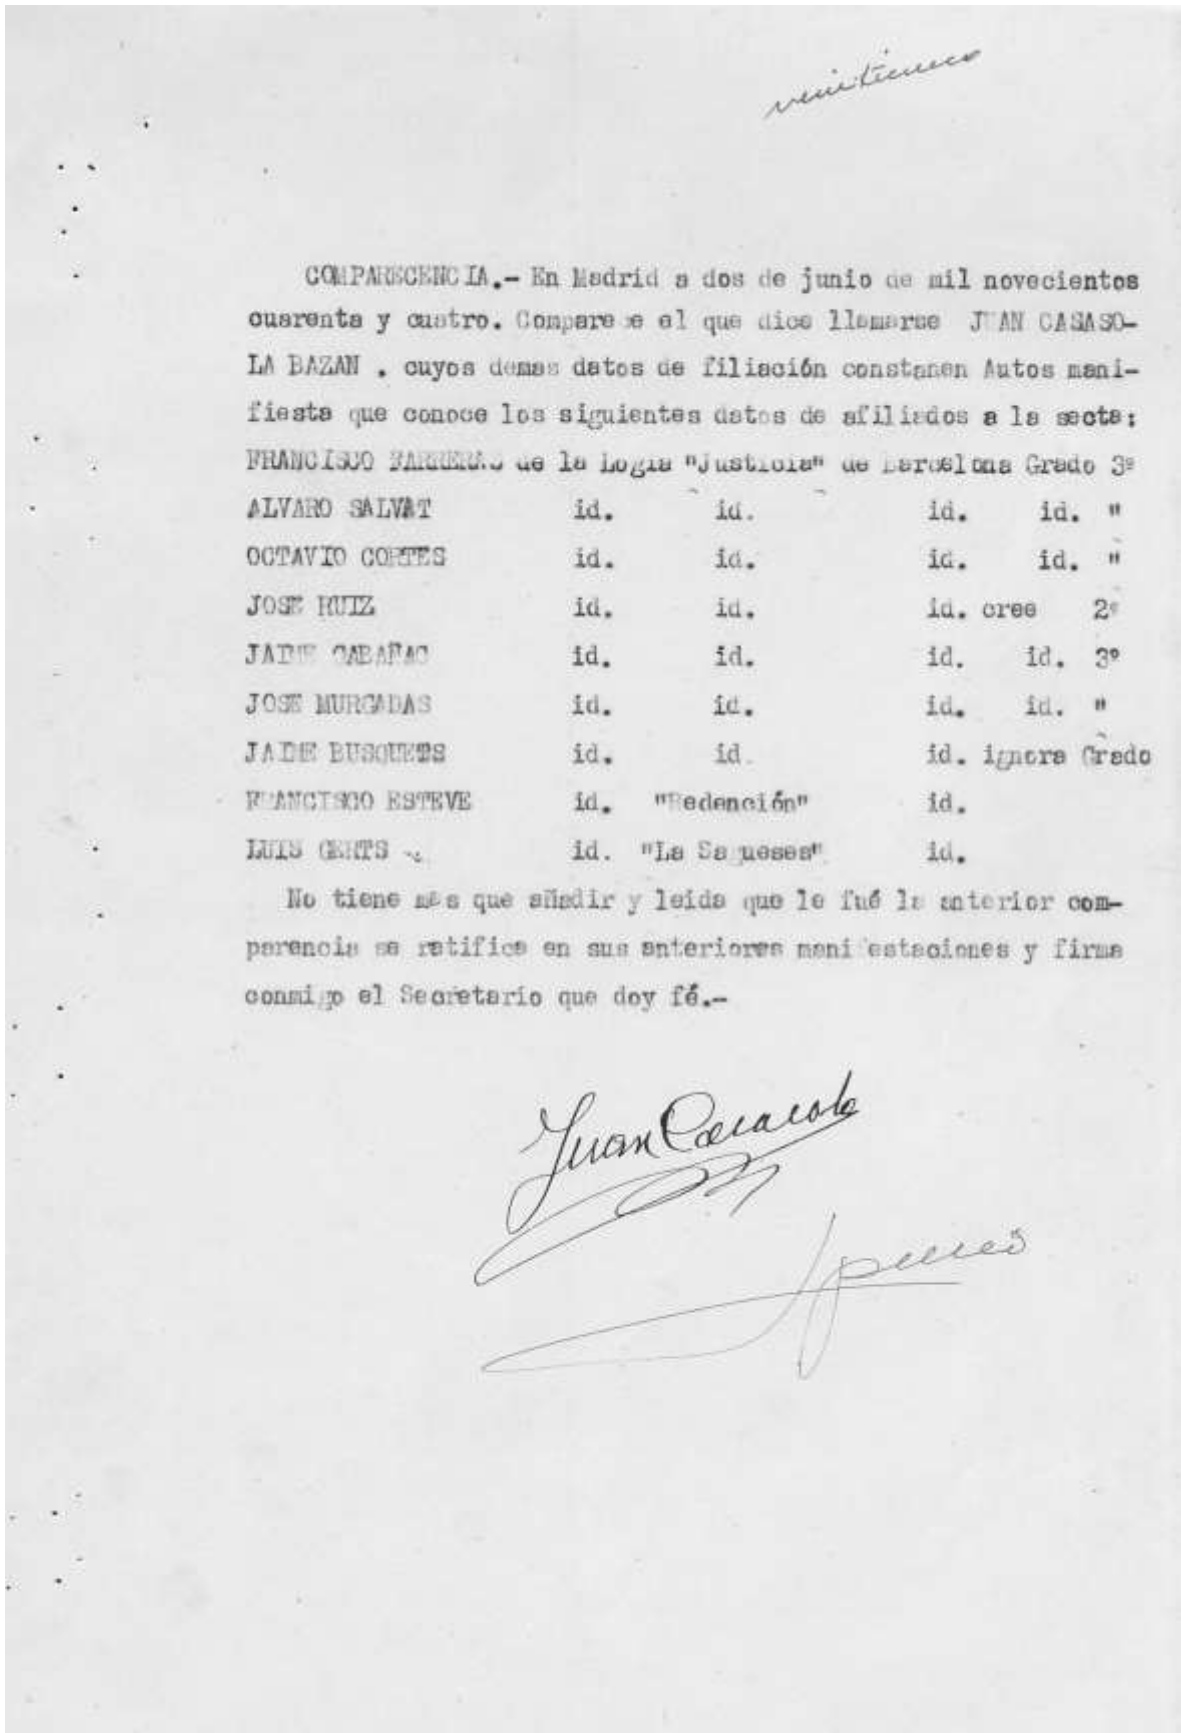 COMPARECENCIA.- En Madrid a dos de junio de mil novecientos
cuarenta y cuatro. Comparece el que dice llamarse JUAN CASASO-
LA BAZAN . cuyos demas datos de filiación constanen Autos mani-
fiesta que conoce los siguientes datos de afiliados a la secta:
FRANCISCO FARRERAS de la Logia "Justicia" de Barcelona Grado 3º
ALVARO SALVAT id. id. id. id. "
OCTAVIO CORTES id. id. id. id. "
JOSE RUIZ id. id. id. cree 2º
JAIME id. id. id. id. 3º
JOSE MURCADAS id. id. id. id. "
JAIME BUSQUETS id. id. id. ignora Grado
FRANCISCO ESTEVE id. "Redención" id.
LUIS id. "La Sagueses" id.
No tiene más que añadir y leida que le fué la anterior com-
parencia se ratifica en sus anteriores manifestaciones y firma
conmigo el Secretario que doy fé.-
Juan Casasola